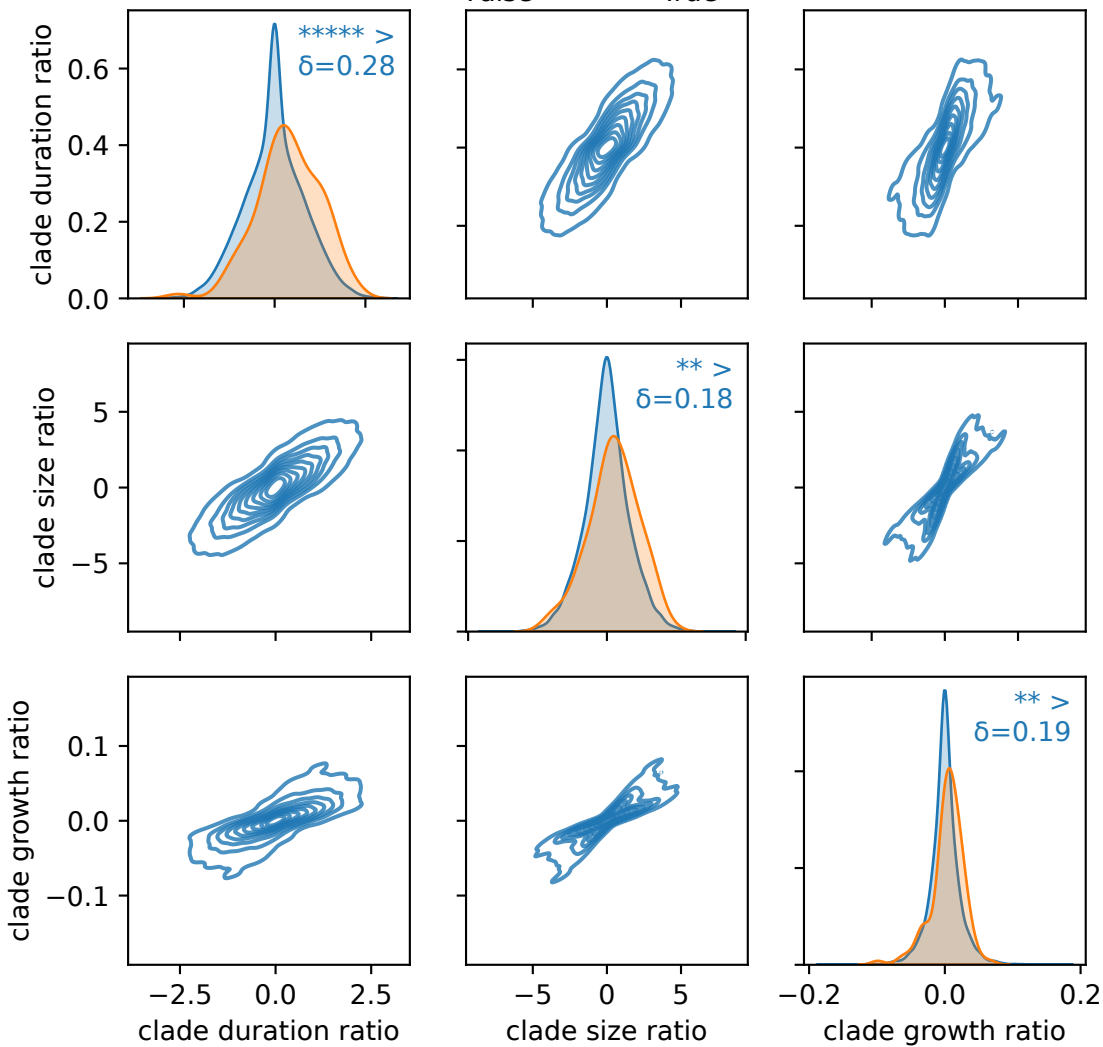 ***** >
δ=0.28
clade duration ratio
0.6
0.4
0.2
0.0
** >
δ=0.18
clade size ratio
5
0
−5
** >
δ=0.19
clade growth ratio
0.1
0.0
−0.1
−2.5 0.0 2.5
−5 0 5
−0.2 0.0 0.2
clade duration ratio
clade size ratio
clade growth ratio